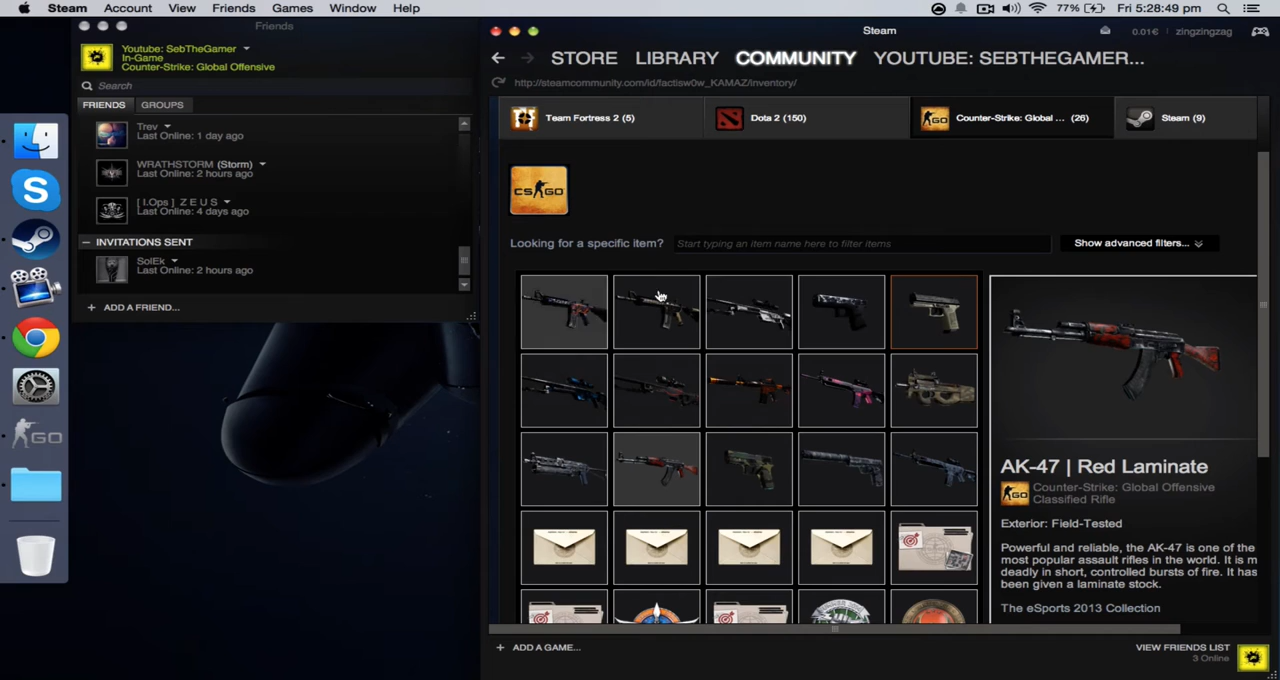 Steam Account View Friends Games Window Help 77% Fri 5:28:49 pm
Friends
Youtube: SebTheGamer
In-Game
Counter-Strike: Global Offensive
Search
FRIENDS GROUPS
Trev
Last Online: 1 day ago
WRATHSTORM (Storm)
Last Online: 2 hours ago
[ I.Ops ] Z E U S
Last Online: 4 days ago
INVITATIONS SENT
SolEk
Last Online: 2 hours ago
+ ADD A FRIEND...
Steam
0.01€ zingzingzag
STORE LIBRARY COMMUNITY YOUTUBE: SEBTHEGAMER...
http://steamcommunity.com/id/factisw0w_KAMAZ/inventory/
Team Fortress 2 (5) Dota 2 (150) Counter-Strike: Global ... (26) Steam (9)
CS GO
Looking for a specific item? Start typing an item name here to filter items Show advanced filters...
AK-47 | Red Laminate
Counter-Strike: Global Offensive
Classified Rifle
Exterior: Field-Tested
Powerful and reliable, the AK-47 is one of the
most popular assault rifles in the world. It is m
deadly in short, controlled bursts of fire. It has
been given a laminate stock.
The eSports 2013 Collection
+ ADD A GAME...
VIEW FRIENDS LIST
3 Online
S
GO